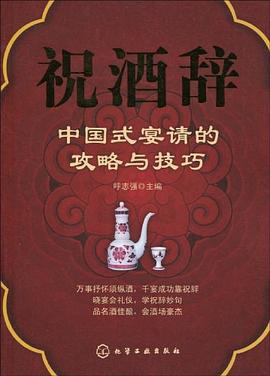 祝酒辞
中国式宴请的
攻略与技巧
呼志强◎主编
万事抒怀须纵酒，千宴成功靠祝辞
晓宴会礼仪，学祝辞妙句
品名酒佳酿，会酒场豪杰
化学工业出版社